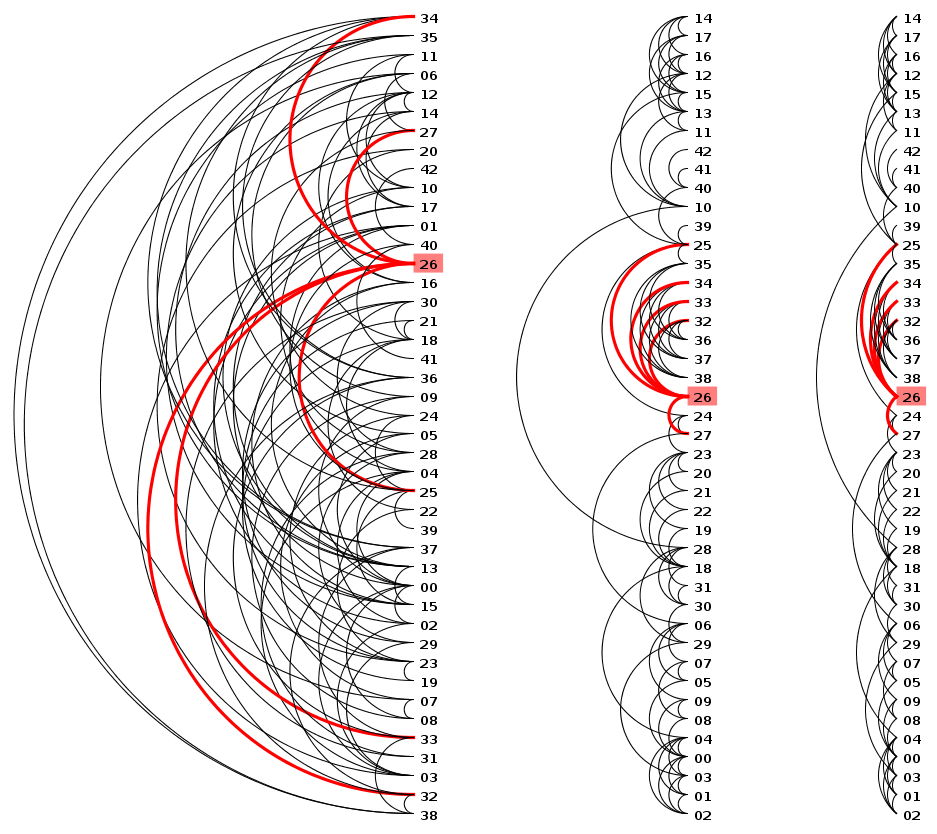 34 14 14
35 17 17
11 16 16
06 12 12
12 15 15
14 13 13
27 11 11
20 42 42
42 41 41
10 40 40
17 10 10
01 39 39
40 25 25
26 35 35
16 34 34
30 33 33
21 32 32
18 36 36
41 37 37
36 38 38
09 26 26
24 24 24
05 27 27
28 23 23
04 20 20
25 21 21
22 22 22
39 19 19
37 28 28
13 18 18
00 31 31
15 30 30
02 06 06
29 29 29
23 07 07
19 05 05
07 09 09
08 08 08
33 04 04
31 00 00
03 03 03
32 01 01
38 02 02